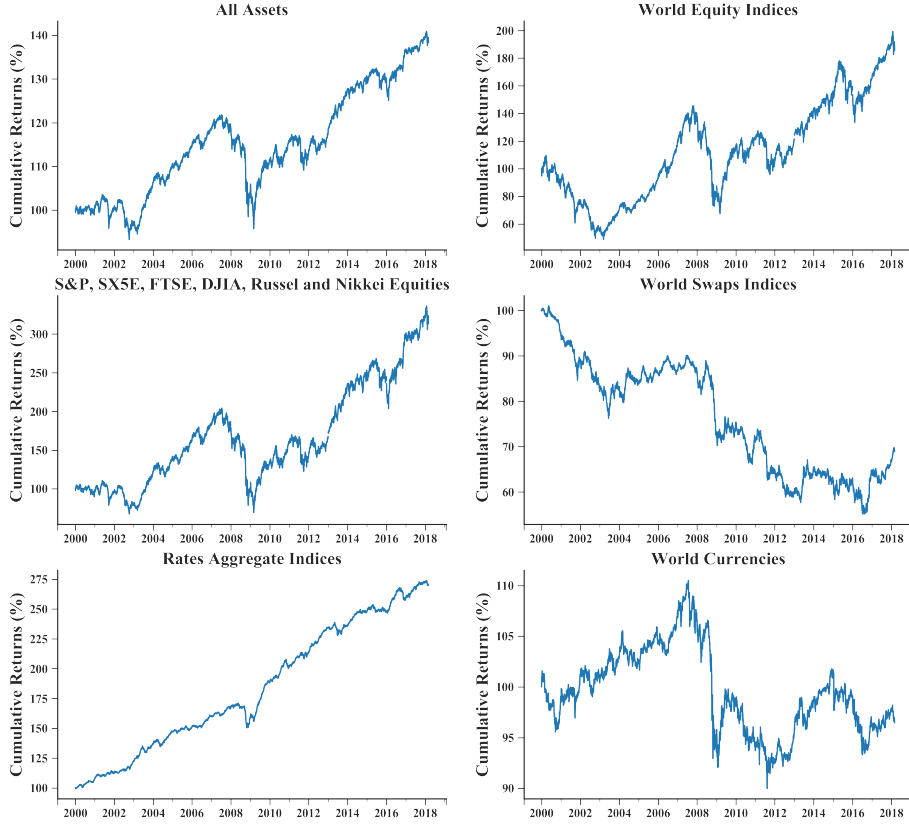 All Assets
Cumulative Returns (%)
140
130
120
110
100
2000 2002 2004 2006 2008 2010 2012 2014 2016 2018
World Equity Indices
Cumulative Returns (%)
200
180
160
140
120
100
80
60
2000 2002 2004 2006 2008 2010 2012 2014 2016 2018
S&P, SX5E, FTSE, DJIA, Russel and Nikkei Equities
Cumulative Returns (%)
300
250
200
150
100
2000 2002 2004 2006 2008 2010 2012 2014 2016 2018
World Swaps Indices
Cumulative Returns (%)
100
90
80
70
60
2000 2002 2004 2006 2008 2010 2012 2014 2016 2018
Rates Aggregate Indices
Cumulative Returns (%)
275
250
225
200
175
150
125
100
2000 2002 2004 2006 2008 2010 2012 2014 2016 2018
World Currencies
Cumulative Returns (%)
110
105
100
95
90
2000 2002 2004 2006 2008 2010 2012 2014 2016 2018